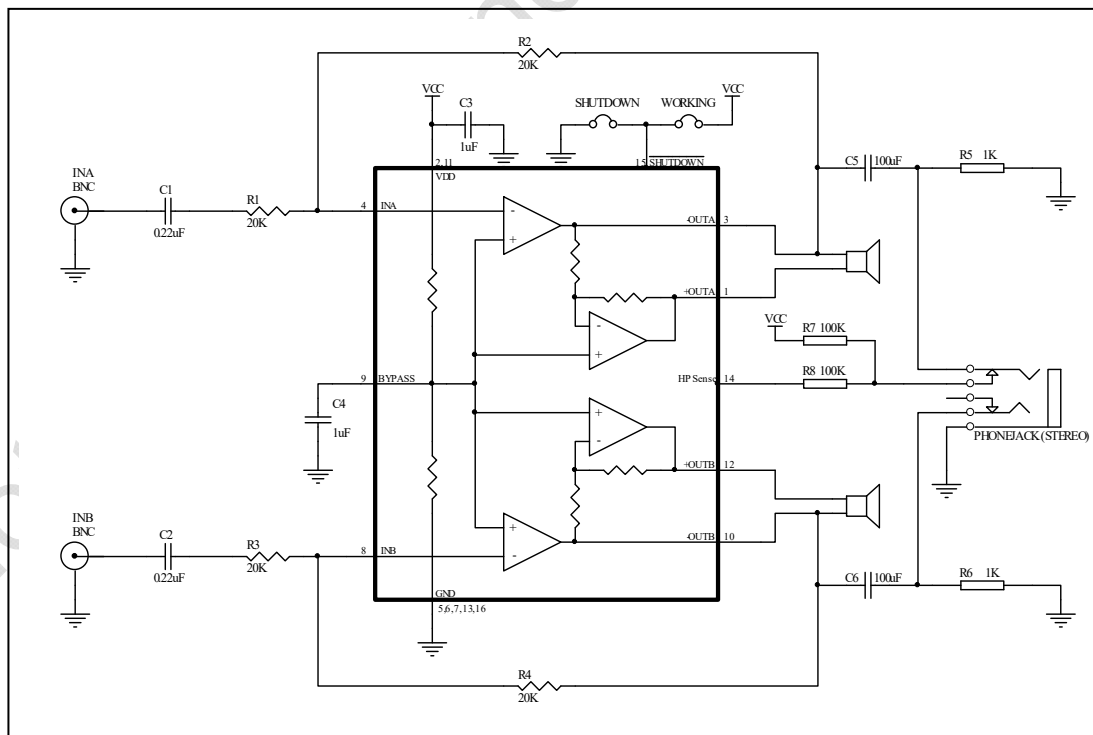 R2
20K
VCC
C3
1uF
SHUTDOWN
WORKING
VCC
2,11
VDD
15
SHUTDOWN
C5
100uF
R5 1K
INA
BNC
C1
0.22uF
R1
20K
4
INA
-
+
-OUTA
3
+OUTA
1
-
+
VCC
R7 100K
HP Sense
14
R8 100K
9
BYPASS
C4
1uF
+
-
PHONEJACK (STEREO)
+OUTB
12
INB
BNC
C2
0.22uF
R3
20K
8
INB
+
-
-OUTB
10
C6
100uF
R6 1K
GND
5,6,7,13,16
R4
20K